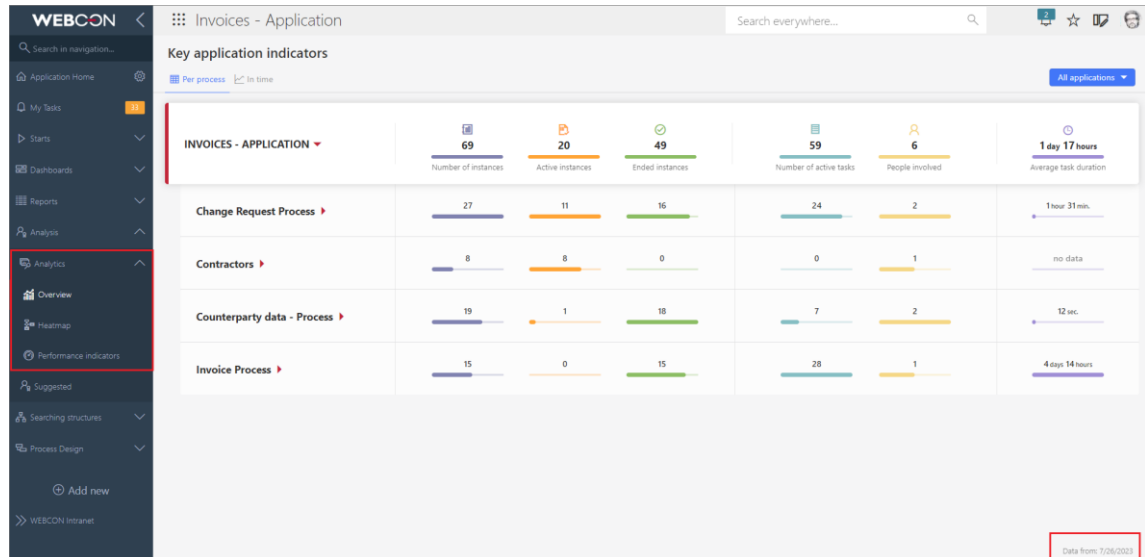 WEBCON
Invoices - Application
Search everywhere...
2
Search in navigation...
Application Home
My Tasks
33
Starts
Dashboards
Reports
Analysis
Analytics
Overview
Heatmap
Performance indicators
Suggested
Searching structures
Process Design
Add new
WEBCON Intranet
Key application indicators
Per process
In time
All applications
INVOICES - APPLICATION
69
Number of instances
20
Active instances
49
Ended instances
59
Number of active tasks
6
People involved
1 day 17 hours
Average task duration
Change Request Process
27
11
16
24
2
1 hour 31 min.
Contractors
8
8
0
0
1
no data
Counterparty data - Process
19
1
18
7
2
12 sec.
Invoice Process
15
0
15
28
1
4 days 14 hours
Data from: 7/26/2023